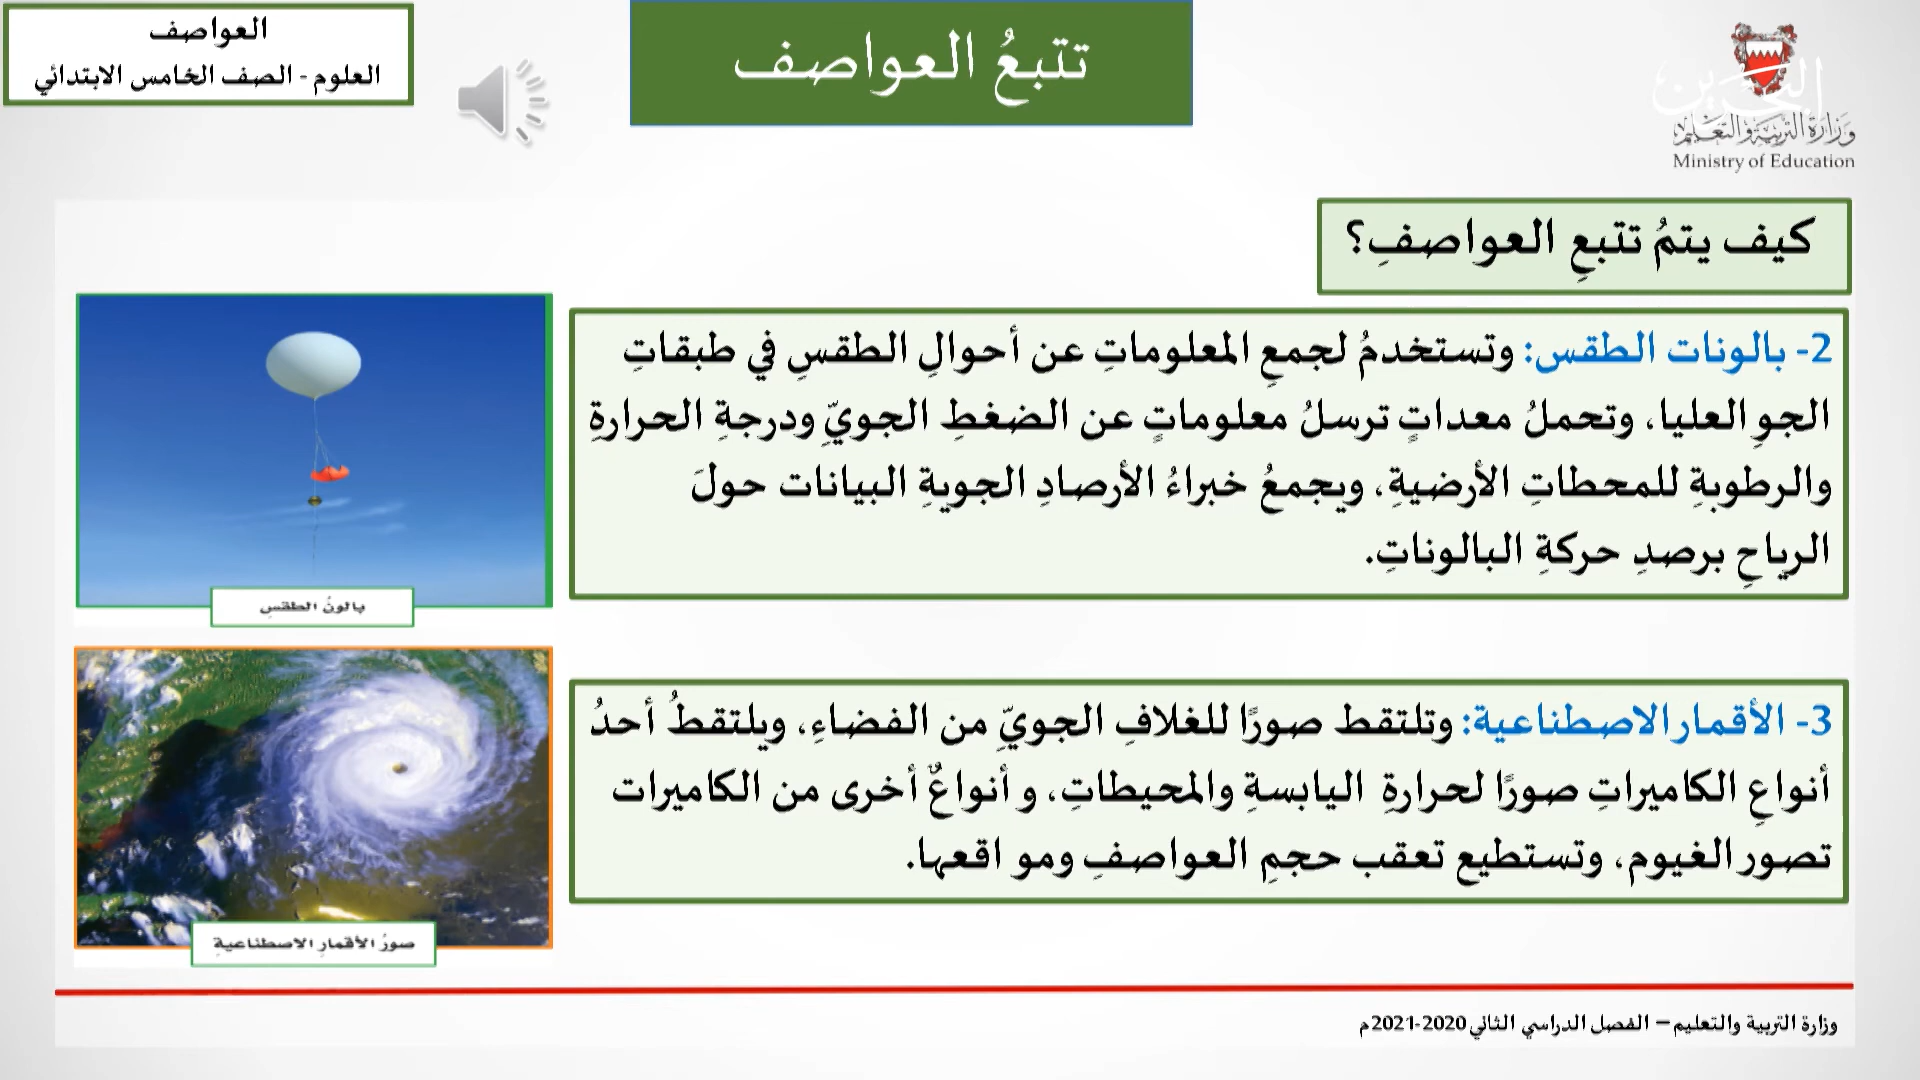 العواصف
العلوم - الصف الخامس الابتدائي
تتبعُ العواصف
البحرين
وزارة التربية والتعليم
Ministry of Education
كيف يتمُ تتبعِ العواصفِ؟
2- بالونات الطقس: وتستخدمُ لجمعِ المعلوماتِ عن أحوالِ الطقسِ في طبقاتِ
الجوِ العليا، وتحملُ معداتٍ ترسلُ معلوماتٍ عن الضغطِ الجويِّ ودرجةِ الحرارةِ
والرطوبةِ للمحطاتِ الأرضيةِ، ويجمعُ خبراءُ الأرصادِ الجويةِ البيانات حولَ
الرياحِ برصدِ حركةِ البالوناتِ.
بالونُ الطقسِ
3- الأقمار الاصطناعية: وتلتقط صورًا للغلافِ الجويِّ من الفضاءِ، ويلتقطُ أحدُ
أنواعِ الكاميراتِ صورًا لحرارةِ اليابسةِ والمحيطاتِ، و أنواعٌ أخرى من الكاميرات
تصور الغيوم، وتستطيع تعقب حجمِ العواصفِ ومو اقعها.
صورُ الأقمارِ الاصطناعيةِ
وزارة التربية والتعليم – الفصل الدراسي الثاني 2020-2021م